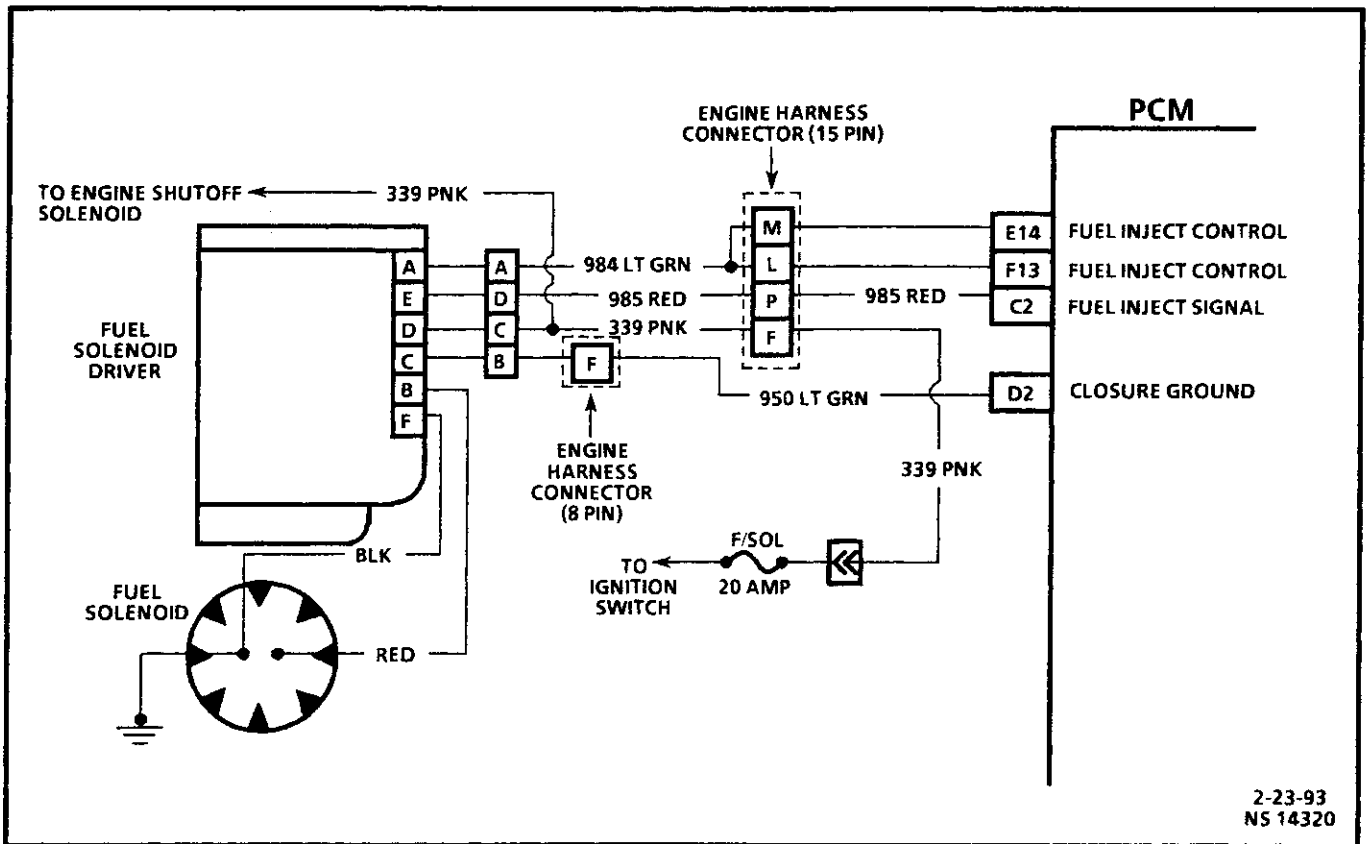 PCM
ENGINE HARNESS
CONNECTOR (15 PIN)
TO ENGINE SHUTOFF
SOLENOID
339 PNK
M
E14
FUEL INJECT CONTROL
A
A
984 LT GRN
L
F13
FUEL INJECT CONTROL
E
D
985 RED
P
985 RED
C2
FUEL INJECT SIGNAL
FUEL
SOLENOID
DRIVER
D
C
339 PNK
F
C
B
F
B
950 LT GRN
D2
CLOSURE GROUND
F
ENGINE
HARNESS
CONNECTOR
(8 PIN)
339 PNK
BLK
F/SOL
20 AMP
TO
IGNITION
SWITCH
FUEL
SOLENOID
RED
2-23-93
NS 14320